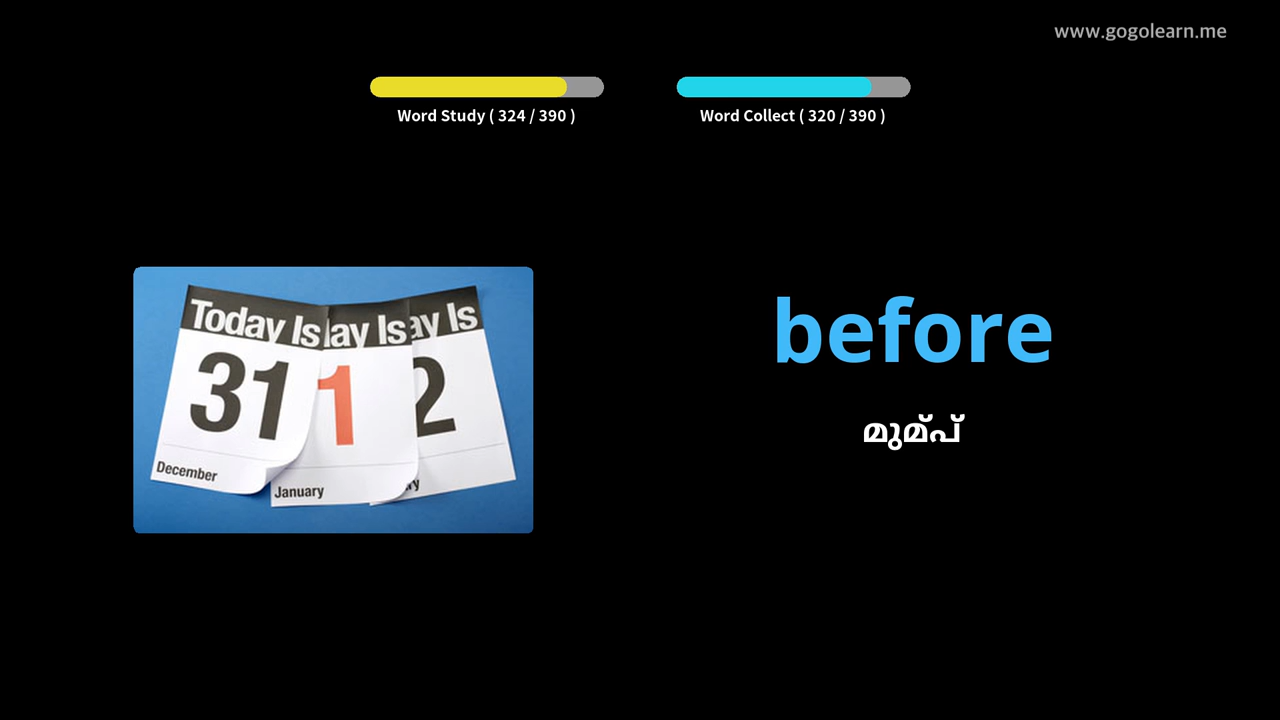 www.gogolearn.me
Word Study ( 324 / 390 )
Word Collect ( 320 / 390 )
Today Is
ay Is
ay Is
31
1
2
December
January
ry
before
മുമ്പ്